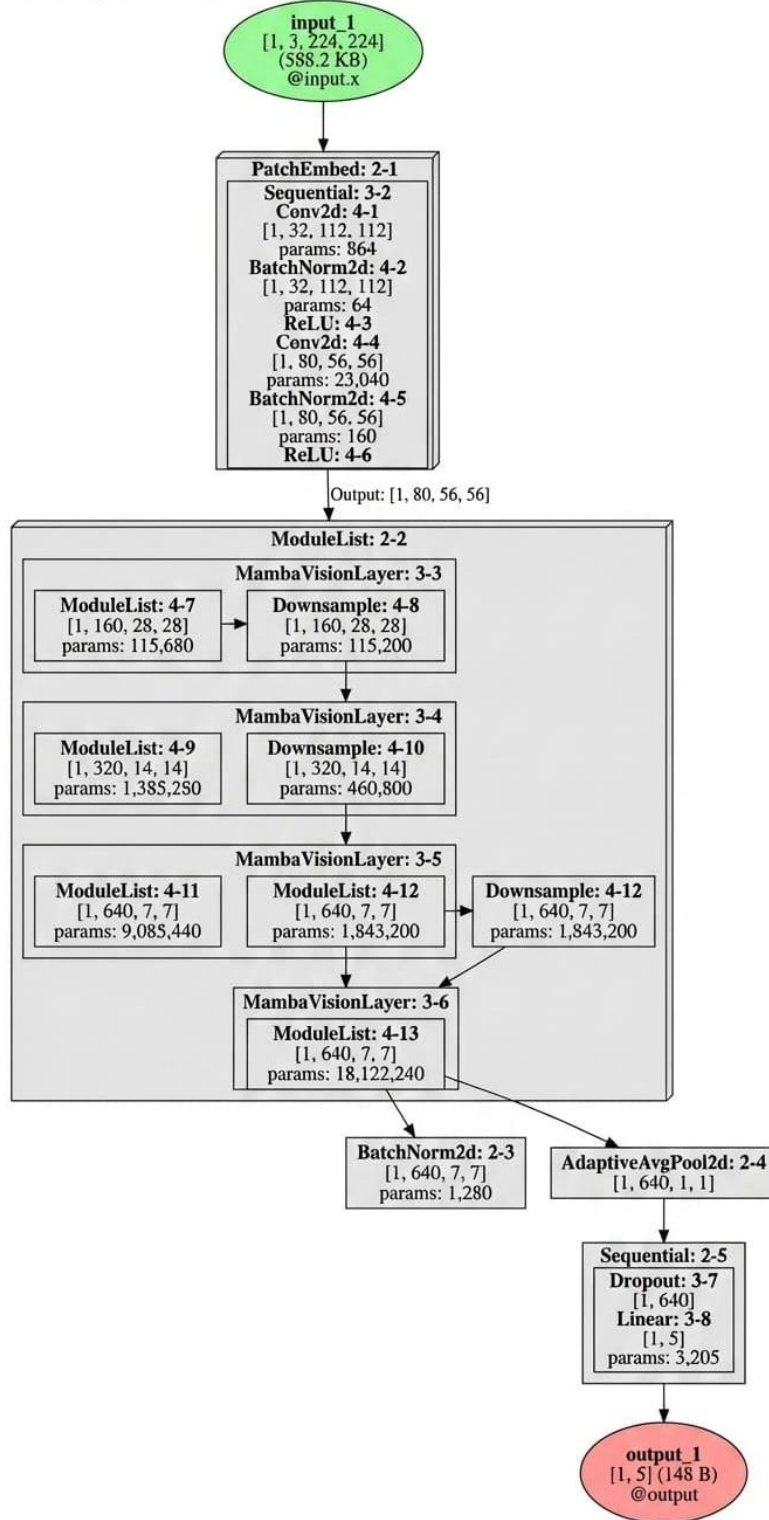 input_1
[1, 3, 224, 224]
(588.2 KB)
@input.x
PatchEmbed: 2-1
Sequential: 3-2
Conv2d: 4-1
[1, 32, 112, 112]
params: 864
BatchNorm2d: 4-2
[1, 32, 112, 112]
params: 64
ReLU: 4-3
Conv2d: 4-4
[1, 80, 56, 56]
params: 23,040
BatchNorm2d: 4-5
[1, 80, 56, 56]
params: 160
ReLU: 4-6
Output: [1, 80, 56, 56]
ModuleList: 2-2
MambaVisionLayer: 3-3
ModuleList: 4-7
[1, 160, 28, 28]
params: 115,680
Downsample: 4-8
[1, 160, 28, 28]
params: 115,200
MambaVisionLayer: 3-4
ModuleList: 4-9
[1, 320, 14, 14]
params: 1,385,280
Downsample: 4-10
[1, 320, 14, 14]
params: 460,800
MambaVisionLayer: 3-5
ModuleList: 4-11
[1, 640, 7, 7]
params: 9,085,440
ModuleList: 4-12
[1, 640, 7, 7]
params: 1,843,200
Downsample: 4-12
[1, 640, 7, 7]
params: 1,843,200
MambaVisionLayer: 3-6
ModuleList: 4-13
[1, 640, 7, 7]
params: 18,122,240
BatchNorm2d: 2-3
[1, 640, 7, 7]
params: 1,280
AdaptiveAvgPool2d: 2-4
[1, 640, 1, 1]
Sequential: 2-5
Dropout: 3-7
[1, 640]
Linear: 3-8
[1, 5]
params: 3,205
output_1
[1, 5] (148 B)
@output